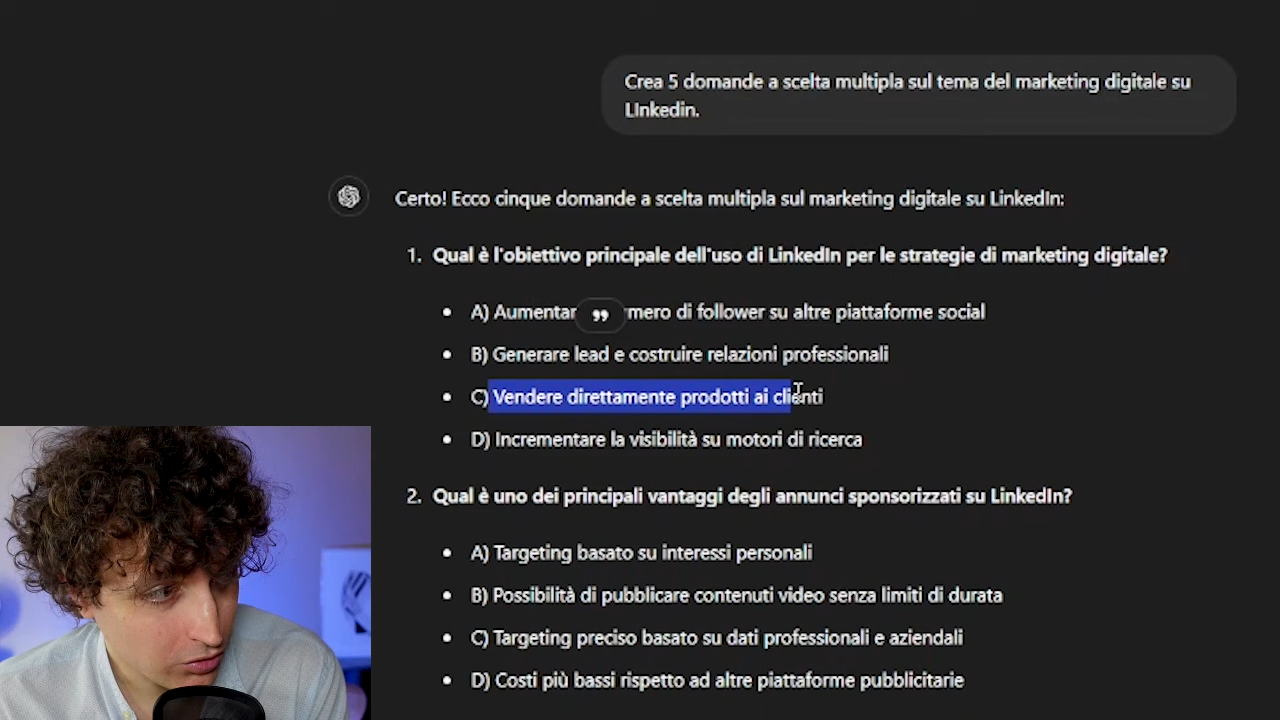 Crea 5 domande a scelta multipla sul tema del marketing digitale su
LInkedin.
Certo! Ecco cinque domande a scelta multipla sul marketing digitale su LinkedIn:
1. Qual è l'obiettivo principale dell'uso di LinkedIn per le strategie di marketing digitale?
A) Aumentar mero di follower su altre piattaforme social
B) Generare lead e costruire relazioni professionali
C) Vendere direttamente prodotti ai clienti
D) Incrementare la visibilità su motori di ricerca
2. Qual è uno dei principali vantaggi degli annunci sponsorizzati su LinkedIn?
A) Targeting basato su interessi personali
B) Possibilità di pubblicare contenuti video senza limiti di durata
C) Targeting preciso basato su dati professionali e aziendali
D) Costi più bassi rispetto ad altre piattaforme pubblicitarie